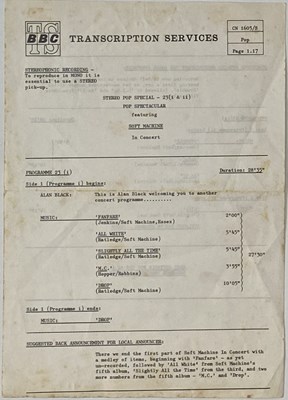 BBC TS
TRANSCRIPTION SERVICES
CN 1605/S
Pop
Page 1.17
STEREOPHONIC RECORDING -
To reproduce in MONO it is
essential to use a STEREO
pick-up.
STEREO POP SPECIAL - 23(i & ii)
POP SPECTACULAR
featuring
SOFT MACHINE
In Concert
PROGRAMME 23 (i)
Duration: 28'35"
Side 1 (Programme i) begins:
ALAN BLACK: This is Alan Black welcoming you to another
concert programme..........
MUSIC: 'FANFARE' 2'00"
(Jenkins/Soft Machine, Essex)
'ALL WHITE' 5'45"
(Ratledge/Soft Machine)
'SLIGHTLY ALL THE TIME' 5'45" 27'30"
(Ratledge/Soft Machine)
'M.C.' 3'55"
(Hopper/Robbons)
'DROP' 10'05"
(Ratledge/Soft Machine)
Side 1 (Programme i) ends:
MUSIC: 'DROP'
SUGGESTED BACK ANNOUNCEMENT FOR LOCAL ANNOUNCER:
There we end the first part of Soft Machine In Concert with
a medley of items, beginning with 'Fanfare' - as yet
un-recorded, followed by 'All White' from Soft Machine's
fifth album, 'Slightly All the Time' from the third, and two
more numbers from the fifth album - 'M.C.' and 'Drop'.